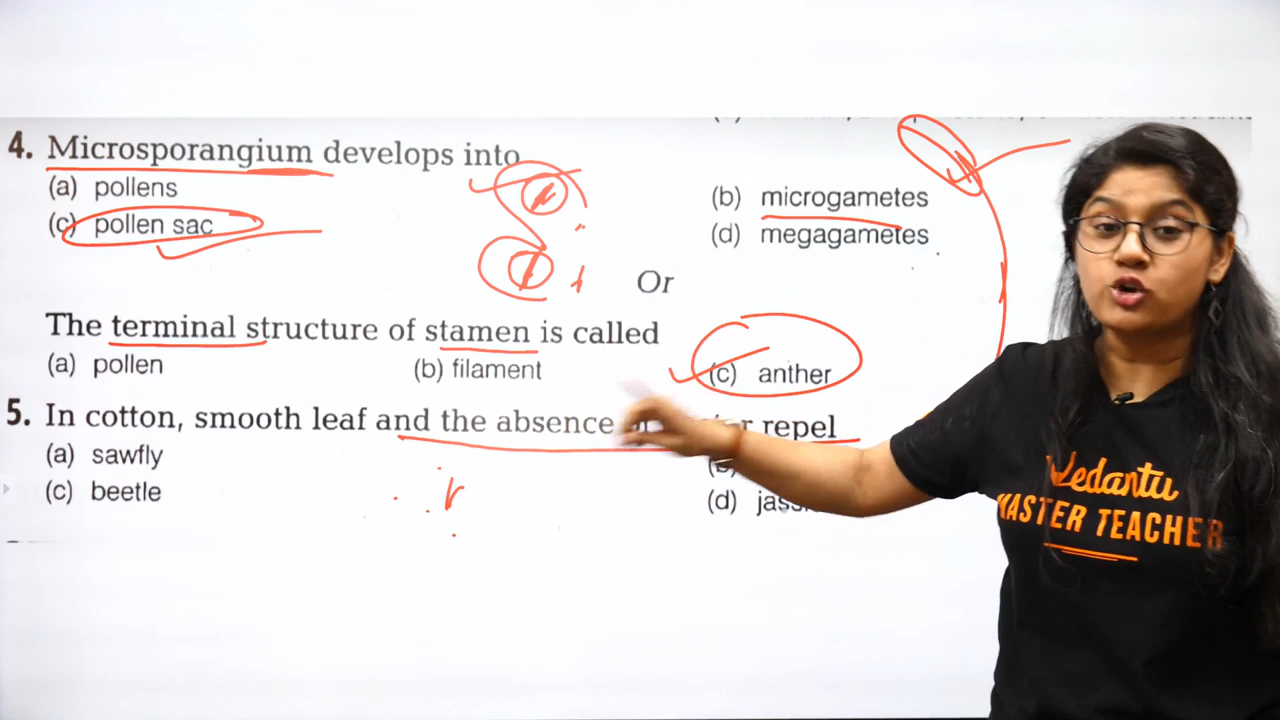 4. Microsporangium develops into
(a) pollens
(b) microgametes
(c) pollen sac
(d) megagametes
Or
The terminal structure of stamen is called
(a) pollen
(b) filament
(c) anther
5. In cotton, smooth leaf and the absence repel
(a) sawfly
(c) beetle
(d)
Vedantu
MASTER TEACHER